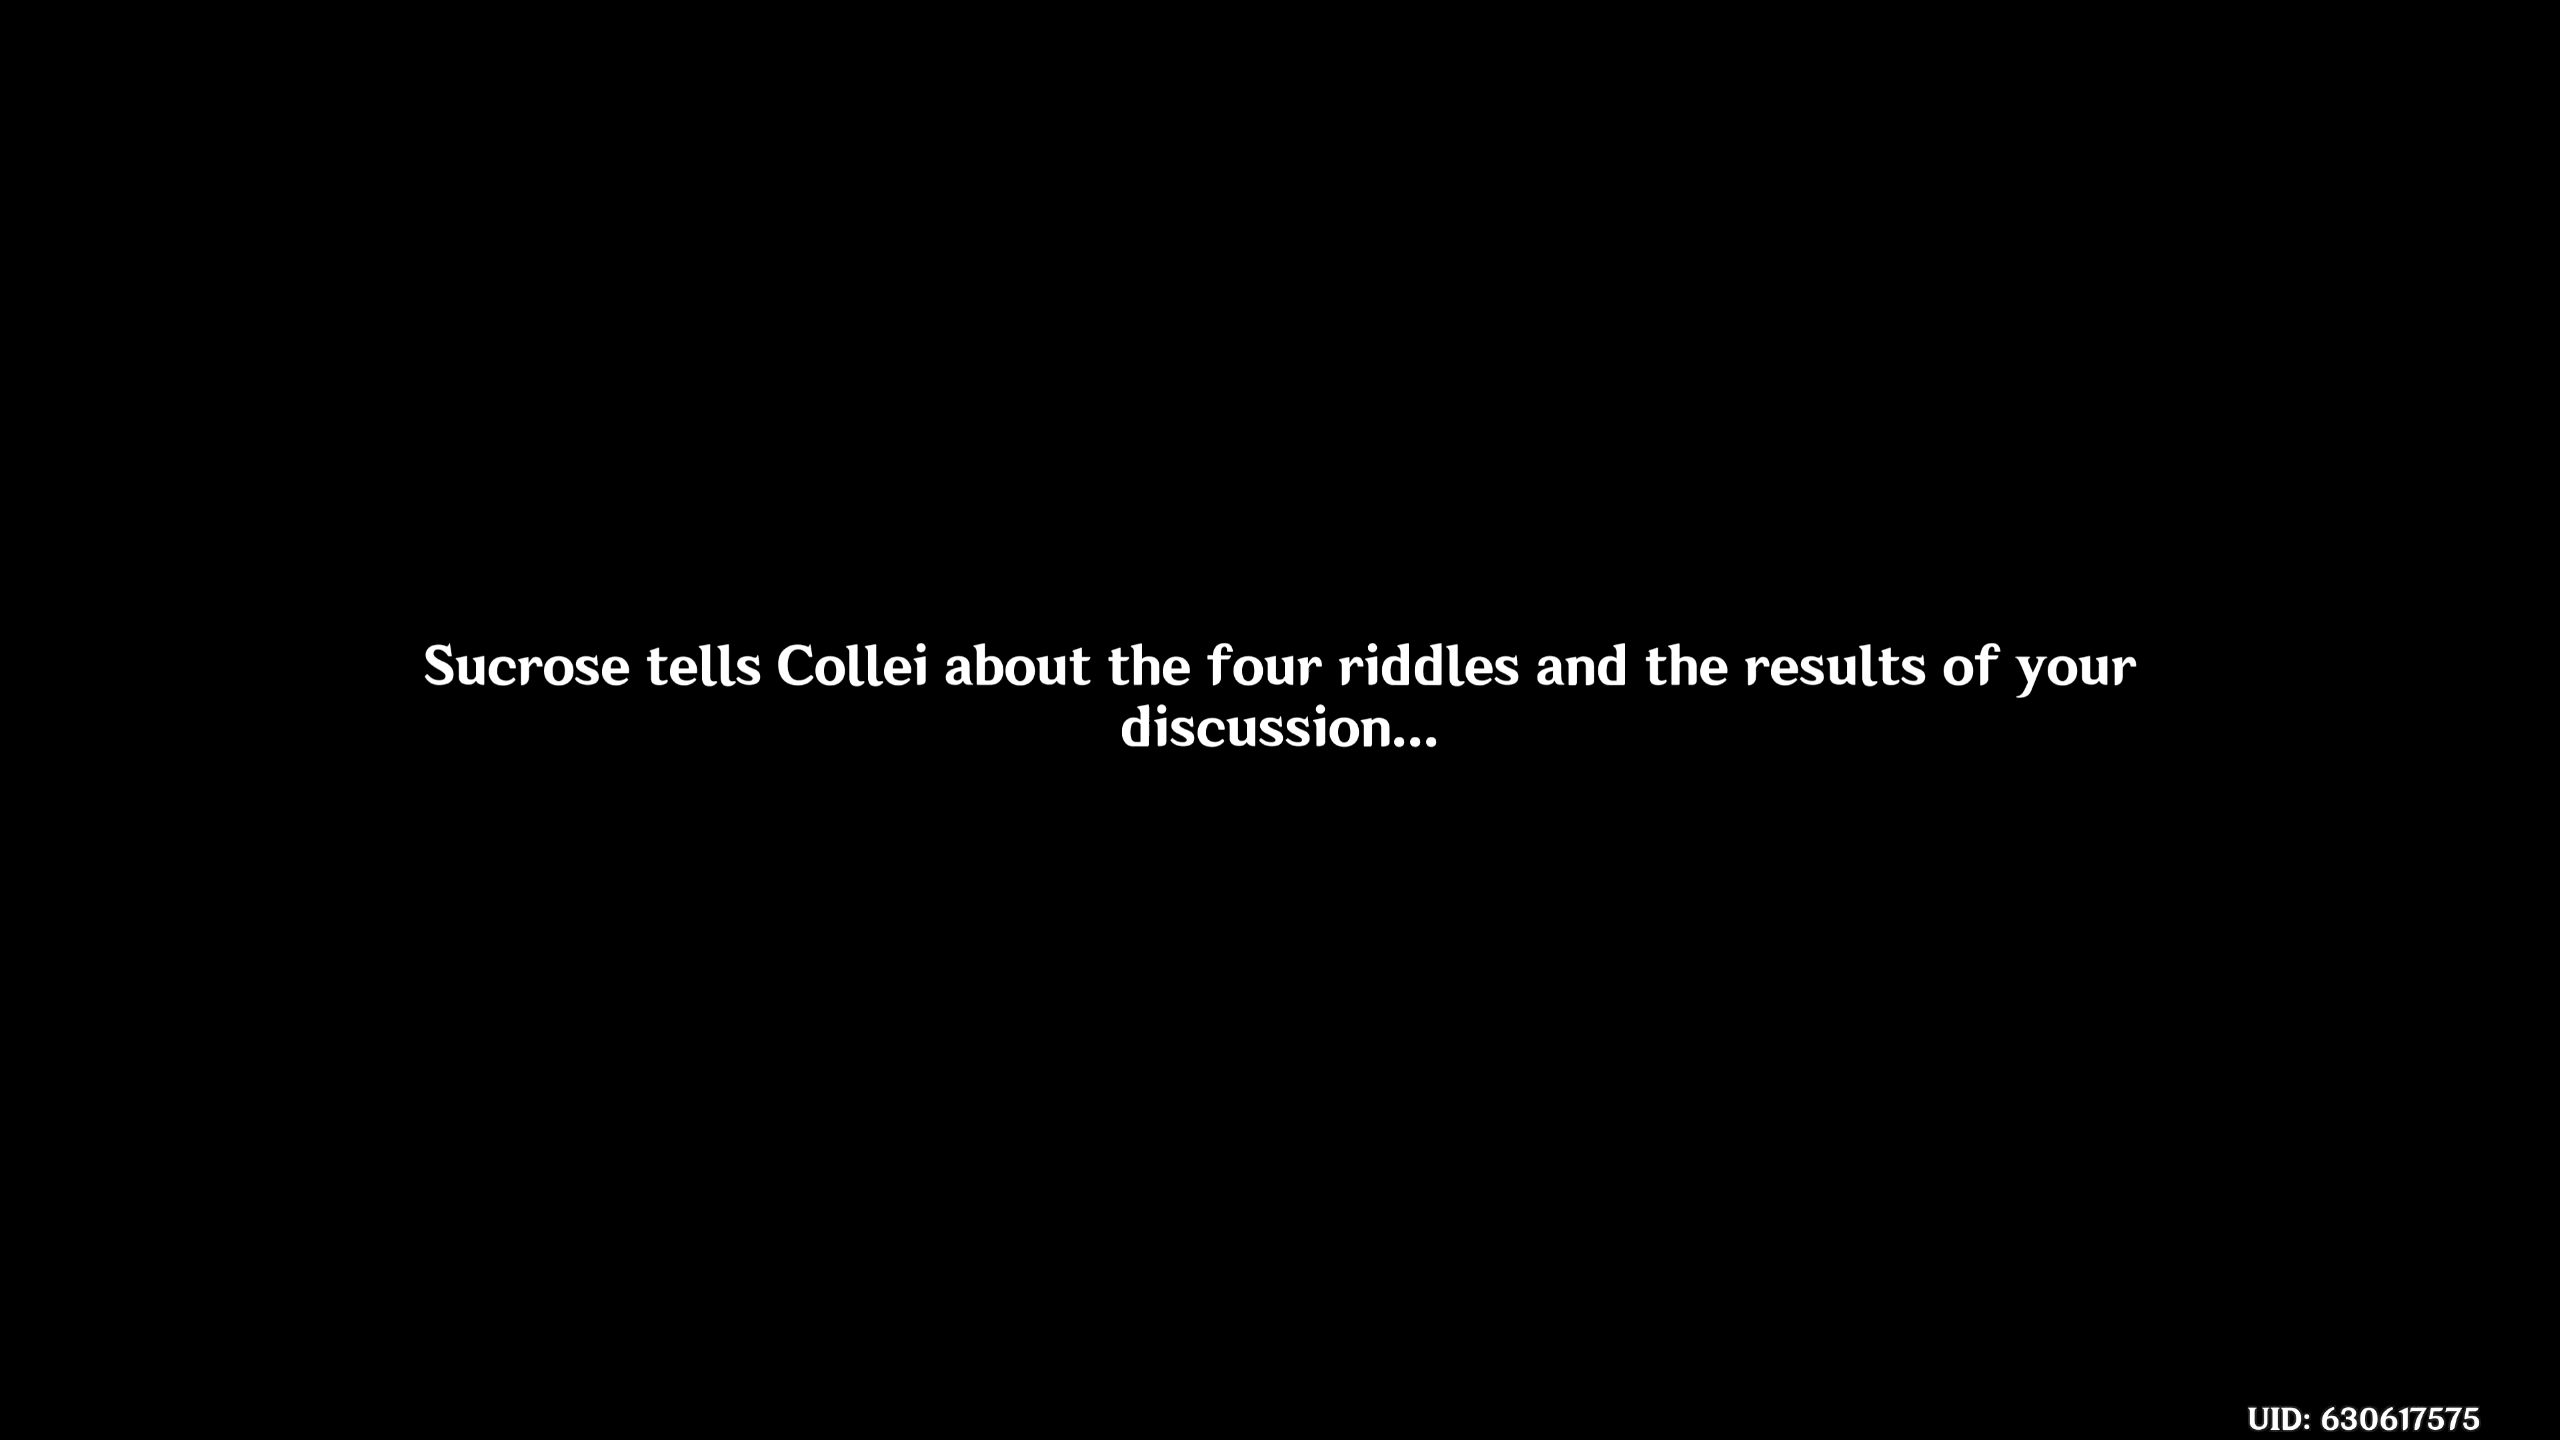 Sucrose tells Collei about the four riddles and the results of your
discussion...
UID: 630617575